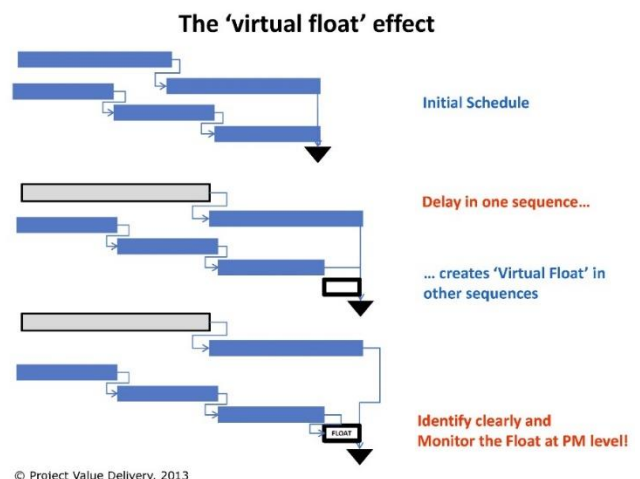 The ‘virtual float’ effect
Initial Schedule
Delay in one sequence…
… creates ‘Virtual Float’ in
other sequences
FLOAT
Identify clearly and
Monitor the Float at PM level!
© Project Value Delivery, 2013